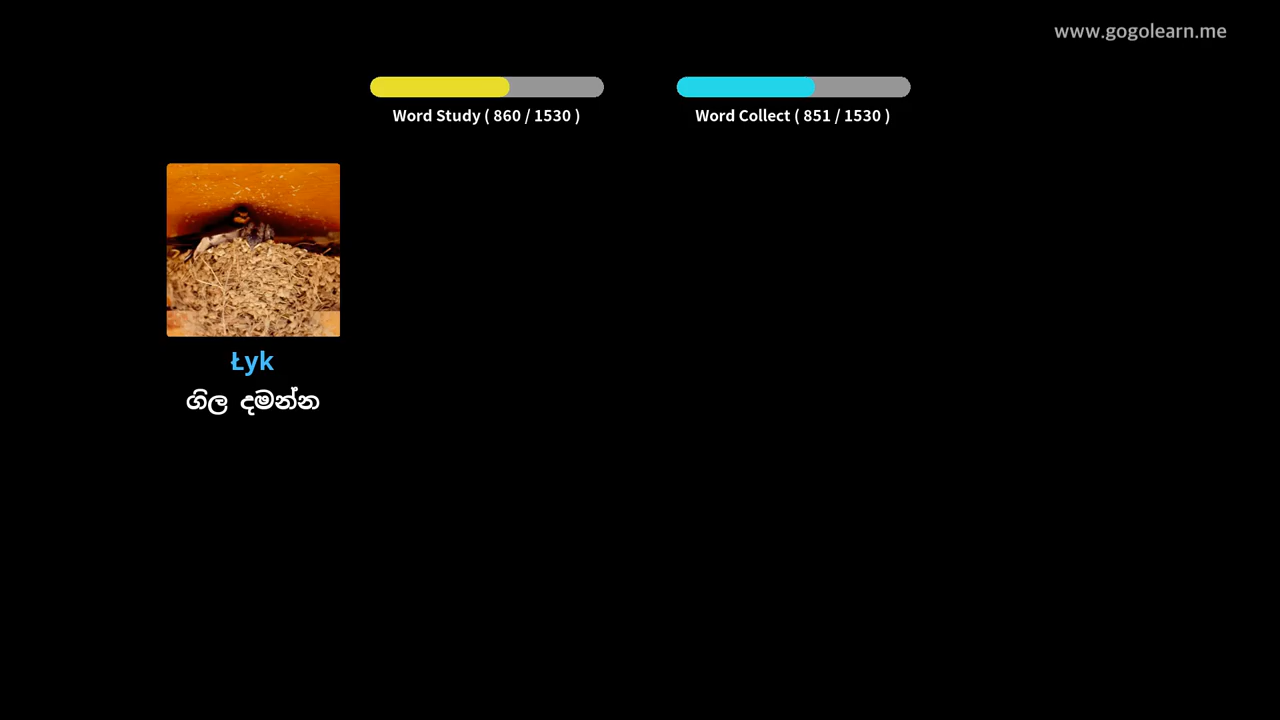 www.gogolearn.me
Word Study ( 860 / 1530 )
Word Collect ( 851 / 1530 )
Łyk
ගිල දමන්න